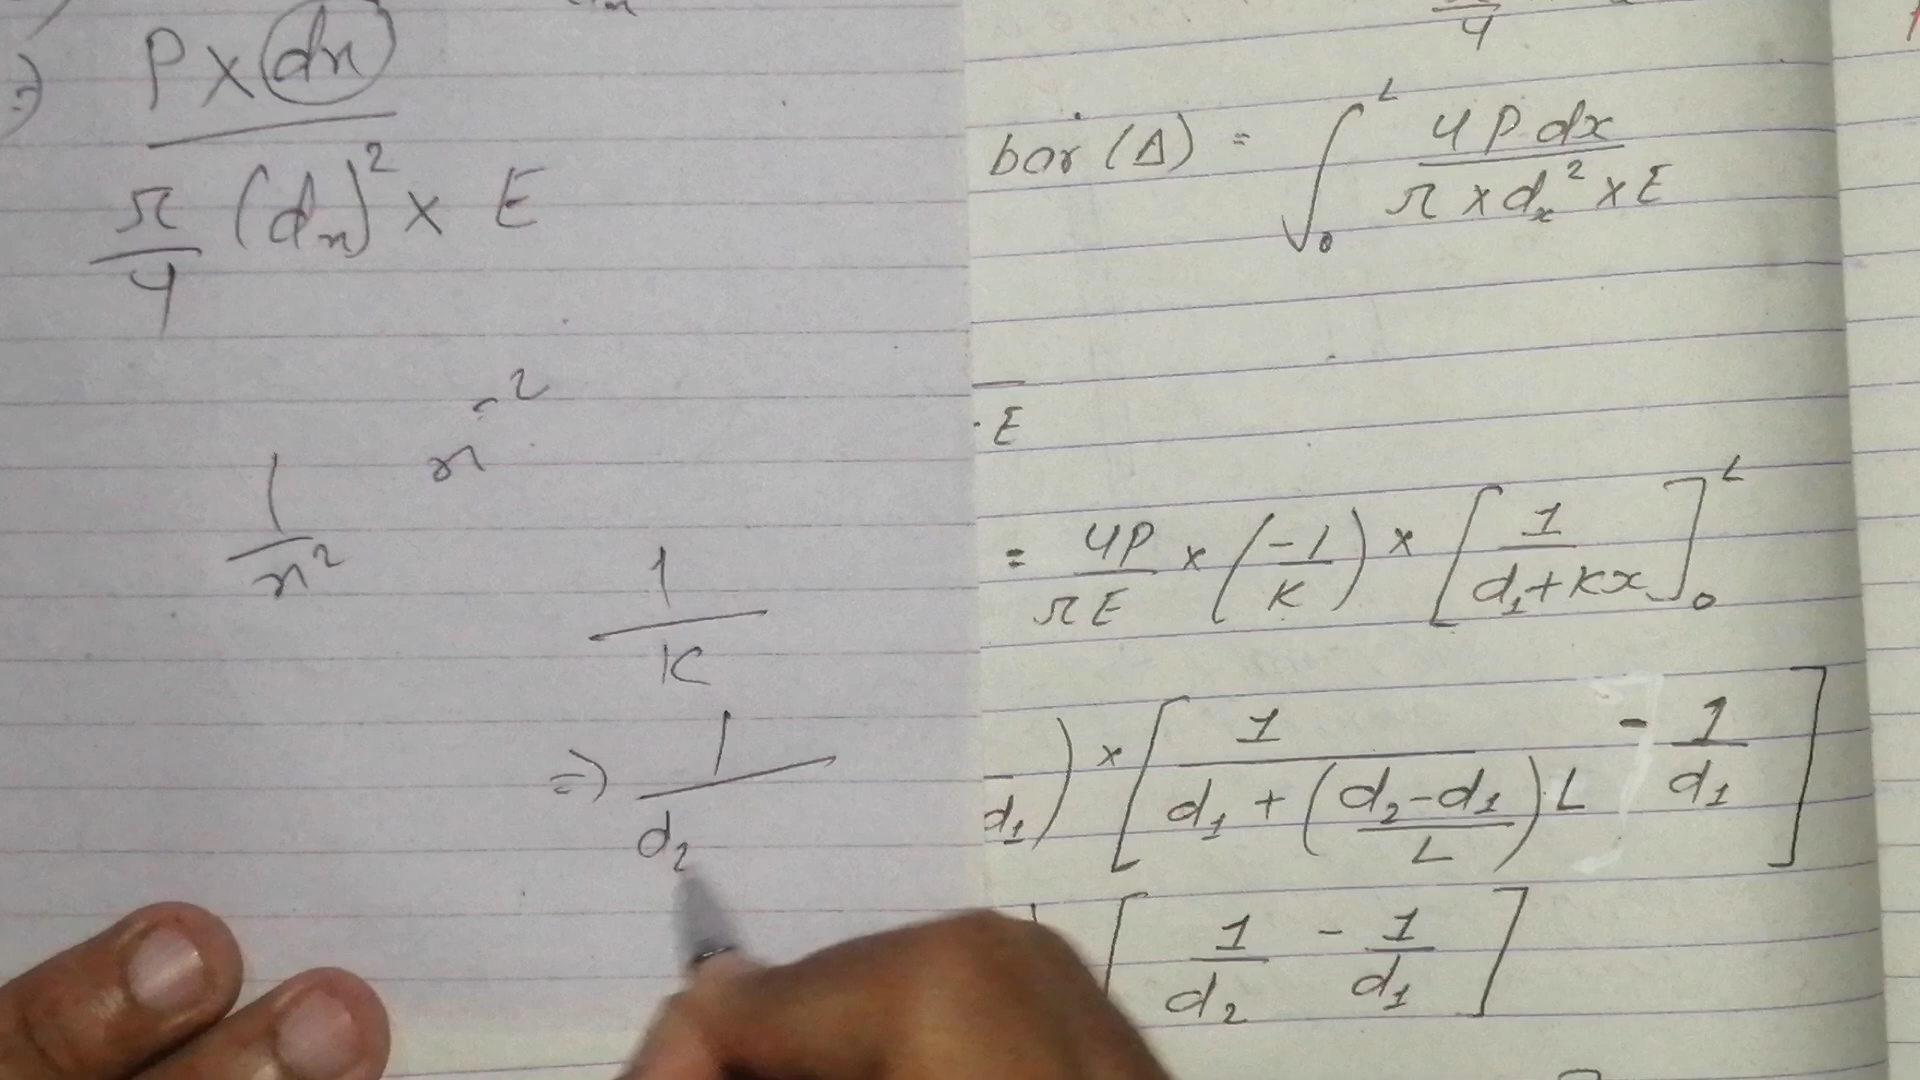 =) P × dx / π/4 (dx)² × E
1/x² x⁻²
1/K
=) 1/d₂
4
bar (Δ) = ∫₀ᴸ 4P dx / π × dₓ² × E
E
= 4P/πE × (-1/K) × [1/(d₁+Kx)]₀ᴸ
d₁) × [1/(d₁ + ((d₂-d₁)/L).L) - 1/d₁]
[1/d₂ - 1/d₁]